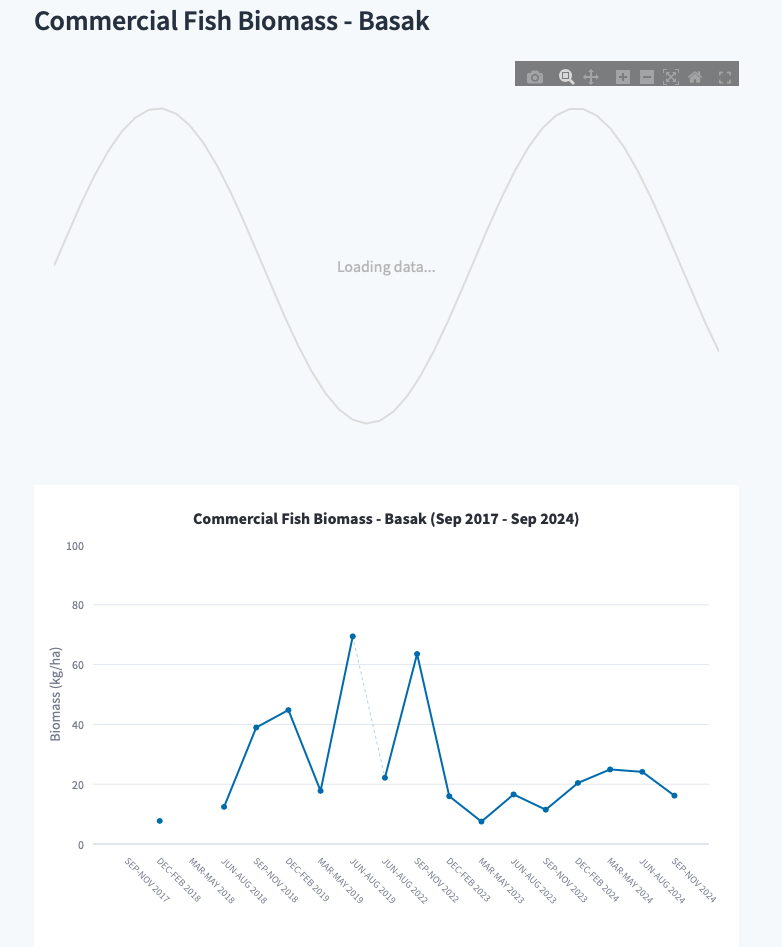 Commercial Fish Biomass - Basak
Loading data...
Commercial Fish Biomass - Basak (Sep 2017 - Sep 2024)
100
80
60
40
20
0
Biomass (kg/ha)
SEP-NOV 2017
DEC-FEB 2018
MAR-MAY 2018
JUN-AUG 2018
SEP-NOV 2018
DEC-FEB 2019
MAR-MAY 2019
JUN-AUG 2019
JUN-AUG 2022
SEP-NOV 2022
DEC-FEB 2023
MAR-MAY 2023
JUN-AUG 2023
SEP-NOV 2023
DEC-FEB 2024
MAR-MAY 2024
JUN-AUG 2024
SEP-NOV 2024